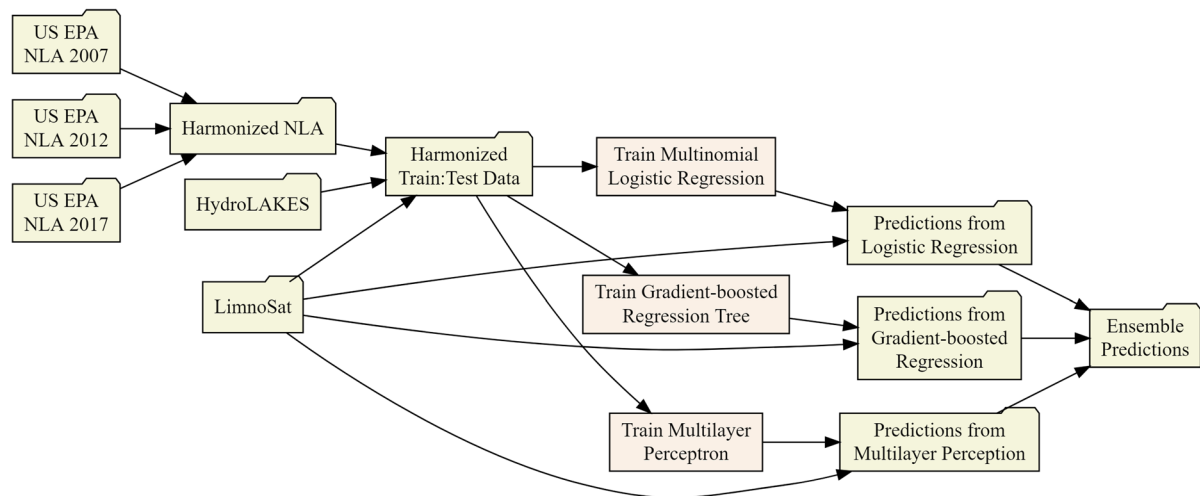 US EPA
NLA 2007
US EPA
NLA 2012
US EPA
NLA 2017
Harmonized NLA
HydroLAKES
LimnoSat
Harmonized
Train:Test Data
Train Multinomial
Logistic Regression
Train Gradient-boosted
Regression Tree
Train Multilayer
Perceptron
Predictions from
Logistic Regression
Predictions from
Gradient-boosted
Regression
Predictions from
Multilayer Perception
Ensemble
Predictions